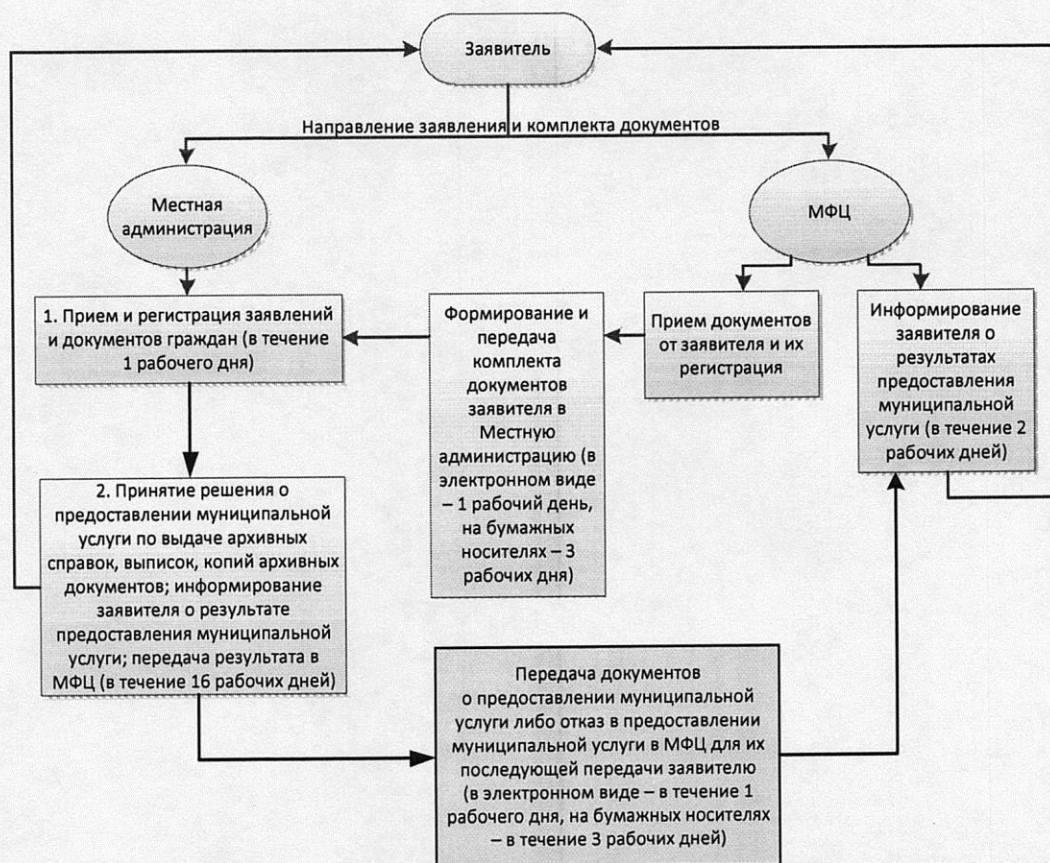 Заявитель
Направление заявления и комплекта документов
Местная
администрация
МФЦ
1. Прием и регистрация заявлений
и документов граждан (в течение
1 рабочего дня)
Формирование и
передача
комплекта
документов
заявителя в
Местную
администрацию (в
электронном виде
– 1 рабочий день,
на бумажных
носителях – 3
рабочих дня)
Прием документов
от заявителя и их
регистрация
Информирование
заявителя о
результатах
предоставления
муниципальной
услуги (в течение 2
рабочих дней)
2. Принятие решения о
предоставлении муниципальной
услуги по выдаче архивных
справок, выписок, копий архивных
документов; информирование
заявителя о результате
предоставления муниципальной
услуги; передача результата в
МФЦ (в течение 16 рабочих дней)
Передача документов
о предоставлении муниципальной
услуги либо отказ в предоставлении
муниципальной услуги в МФЦ для их
последующей передачи заявителю
(в электронном виде – в течение 1
рабочего дня, на бумажных носителях
– в течение 3 рабочих дней)